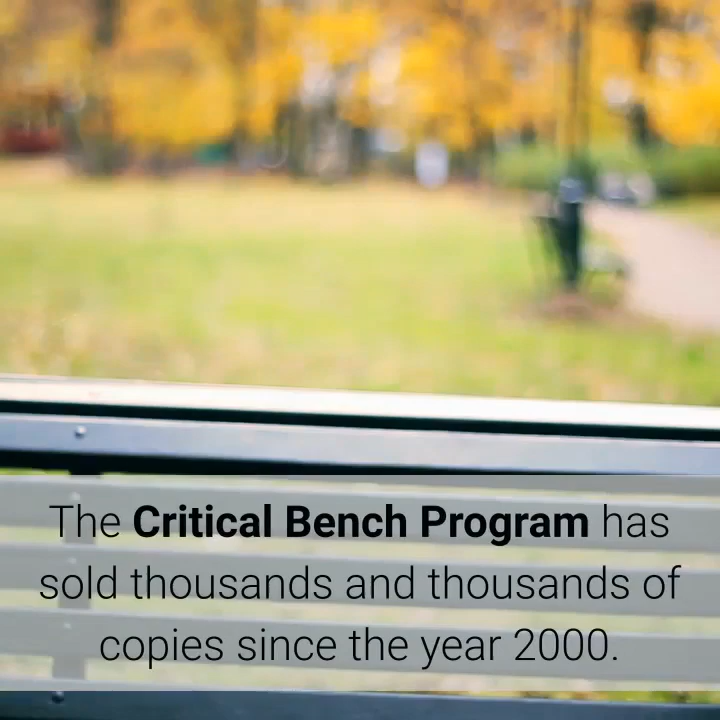 The Critical Bench Program has
sold thousands and thousands of
copies since the year 2000.